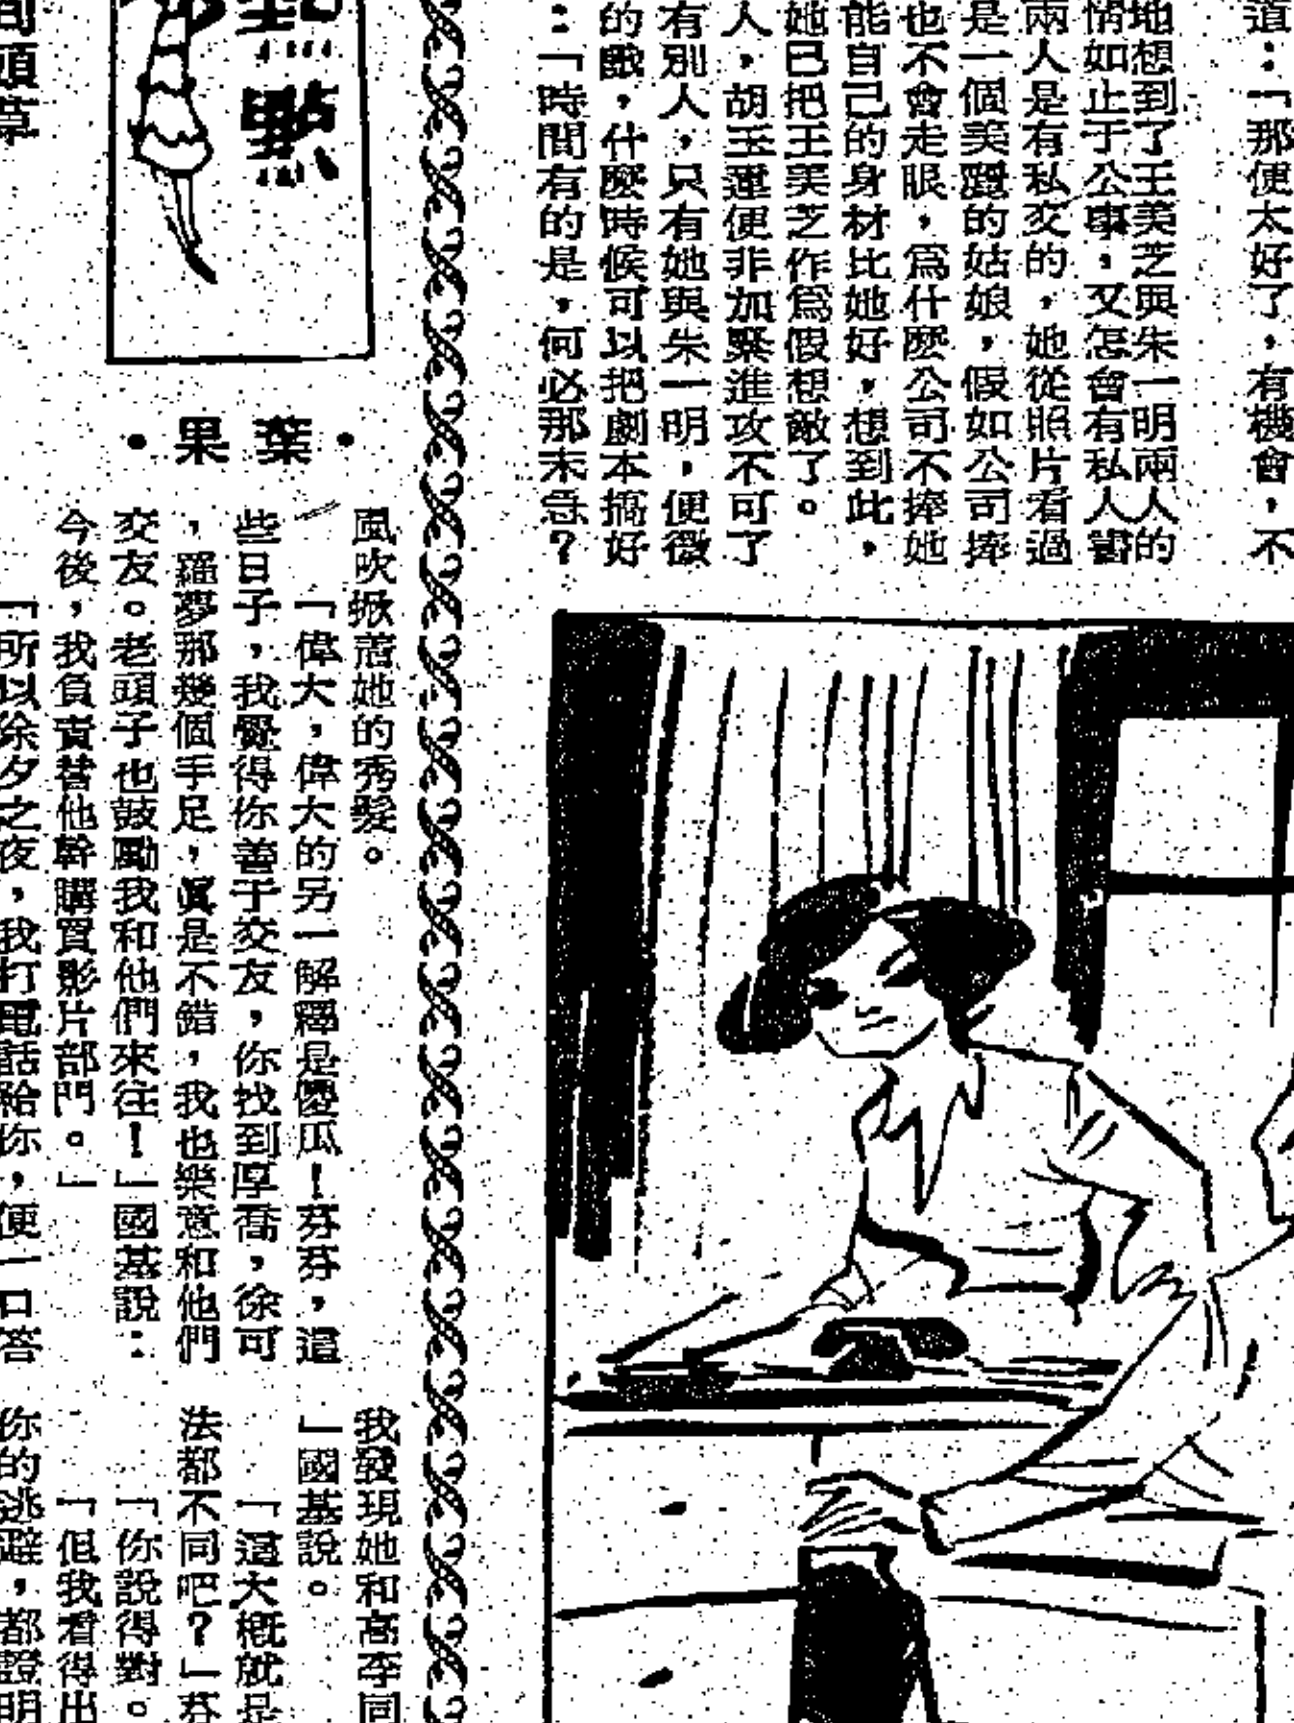 道：「那便太好了，有機會，不
地想到了王美芝與朱一明兩人的
情如止于公事，又怎會有私人書
兩人是有私交的，她從照片看過
是一個美麗的姑娘，假如公司捧
也不會走眼，爲什麽公司不捧她
能自己的身材比她好，想到此，
她已把王美芝作爲假想敵了。
人，胡玉蓮便非加緊進攻不可了
有別人，只有她與朱一明，便微
的戲，什麽時候可以把劇本搞好
：「時間有的是，何必那末急？
點點
•葉果•
風吹掀着她的秀髮。
「偉大，偉大的另一解釋是傻瓜！芬芬，這
些日子，我覺得你善于交友，你找到厚喬，徐可
，羅夢那幾個手足，眞是不錯，我也樂意和他們
交友。老頭子也鼓勵我和他們來往！」國基說：
今後，我負責替他幹購買影片部門。」
「所以除夕之夜，我打電話給你，便一口答
我發現她和高李同
」國基說。
「這大槪就是
法都不同吧？」芬
「你說得對。
「但我看得出
你的逃避，都證明